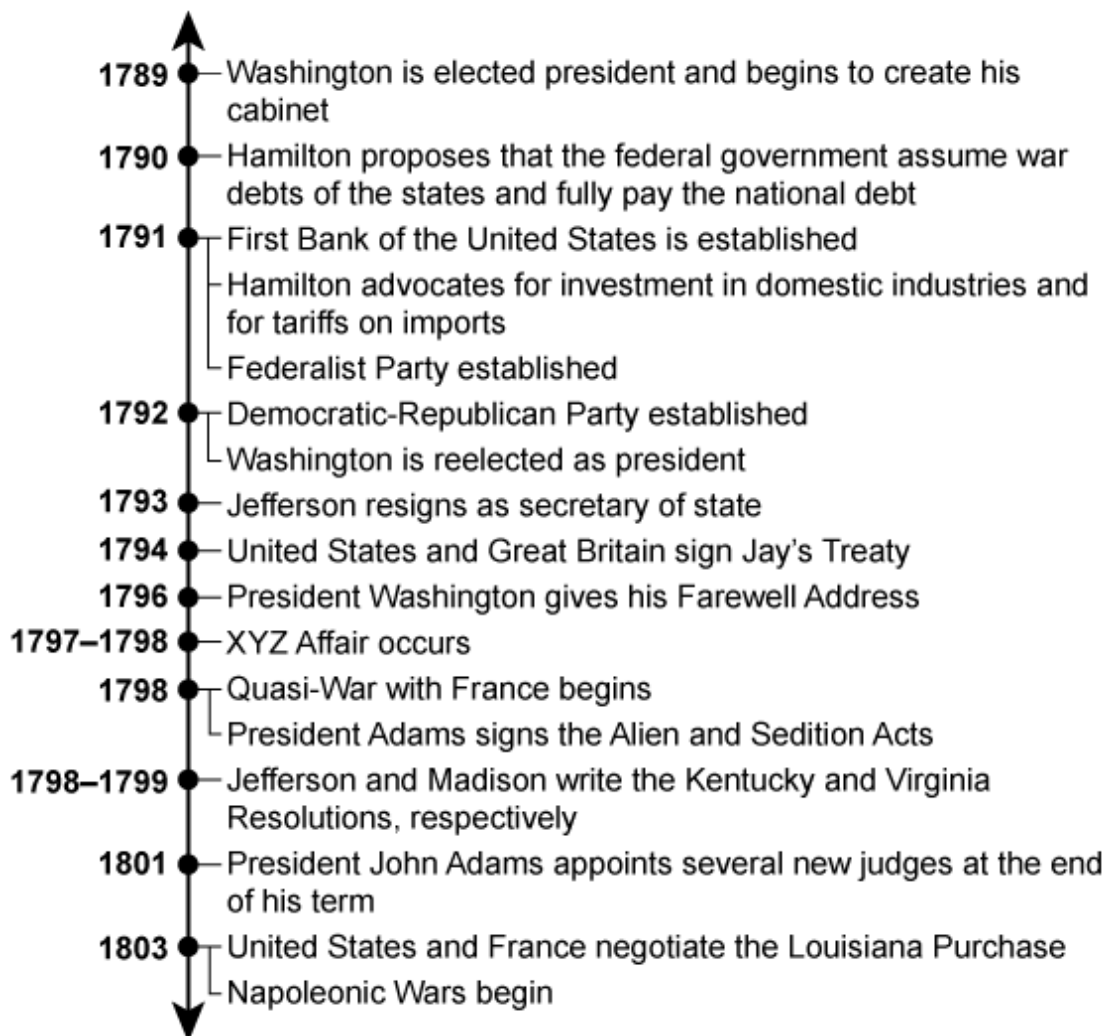 1789 Washington is elected president and begins to create his
cabinet
1790 Hamilton proposes that the federal government assume war
debts of the states and fully pay the national debt
1791 First Bank of the United States is established
Hamilton advocates for investment in domestic industries and
for tariffs on imports
Federalist Party established
1792 Democratic-Republican Party established
Washington is reelected as president
1793 Jefferson resigns as secretary of state
1794 United States and Great Britain sign Jay's Treaty
1796 President Washington gives his Farewell Address
1797–1798 XYZ Affair occurs
1798 Quasi-War with France begins
President Adams signs the Alien and Sedition Acts
1798–1799 Jefferson and Madison write the Kentucky and Virginia
Resolutions, respectively
1801 President John Adams appoints several new judges at the end
of his term
1803 United States and France negotiate the Louisiana Purchase
Napoleonic Wars begin